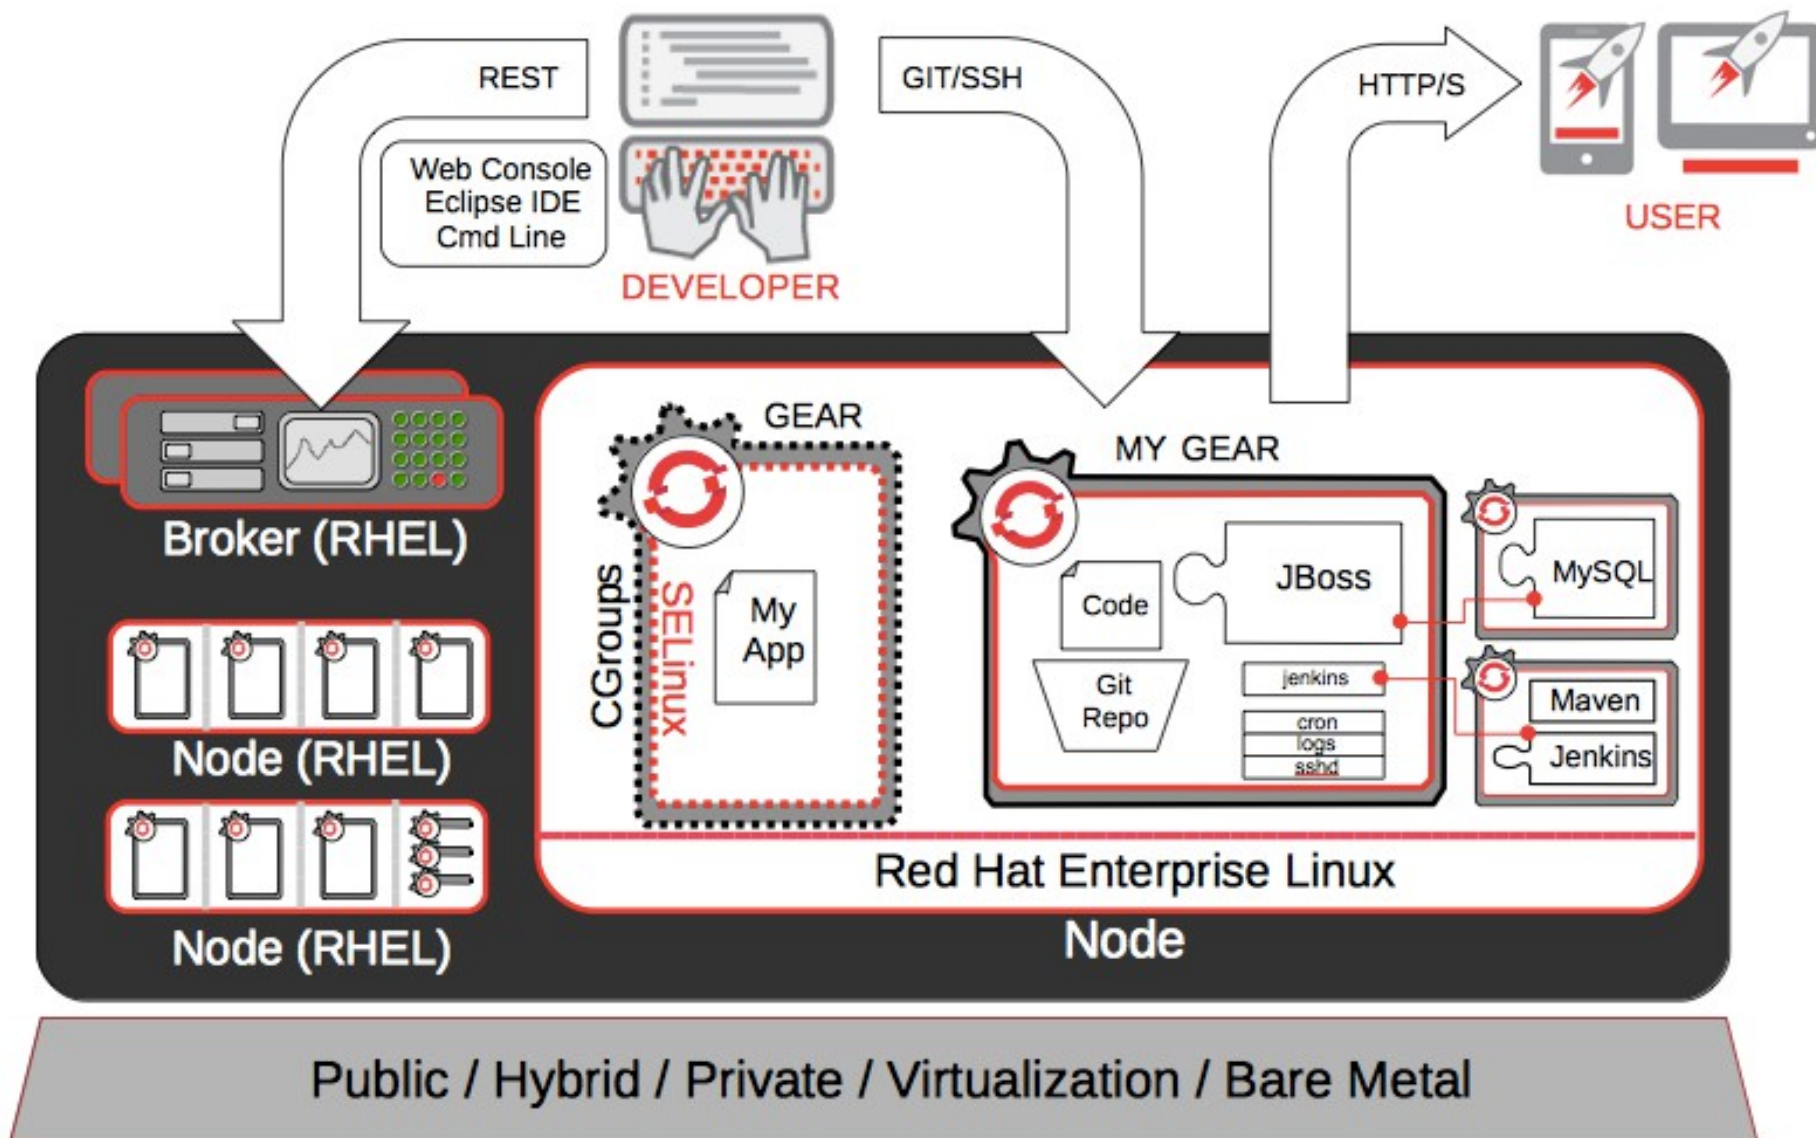 REST
GIT/SSH
HTTP/S
Web Console
Eclipse IDE
Cmd Line
DEVELOPER
USER
Broker (RHEL)
Node (RHEL)
Node (RHEL)
GEAR
CGroups
SELinux
My
App
MY GEAR
Code
Git
Repo
JBoss
jenkins
cron
logs
sshd
MySQL
Maven
Jenkins
Red Hat Enterprise Linux
Node
Public / Hybrid / Private / Virtualization / Bare Metal